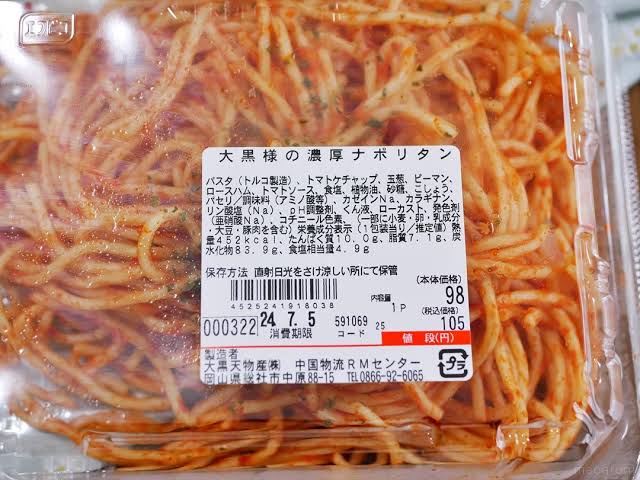 エフピコ
大黒様の濃厚ナポリタン
パスタ(トルコ製造)、トマトケチャップ、玉葱、ピーマン、
ロースハム、トマトソース、食塩、植物油、砂糖、こしょう、
パセリ/調味料(アミノ酸等)、カゼインNa、カラギナン、
リン酸塩(Na)、pH調整剤、くん液、ローカスト、発色剤
(亜硝酸Na)、コチニール色素、(一部に小麦・卵・乳成分
・大豆・豚肉を含む)栄養成分表示(1包装当り/推定値)熱
量452kcal、たんぱく質10.0g、脂質7.1g、炭
水化物83.9g、食塩相当量4.9g
保存方法 直射日光をさけ涼しい所にて保管
(本体価格)
4525241918038
内容量 1P
98
(税込価格)
000322 24.7.5 591069 25 105
消費期限 コード 値段(円)
製造者
大黒天物産㈱ 中国物流RMセンター
岡山県総社市中原88-15 TEL0866-92-6065
プラ